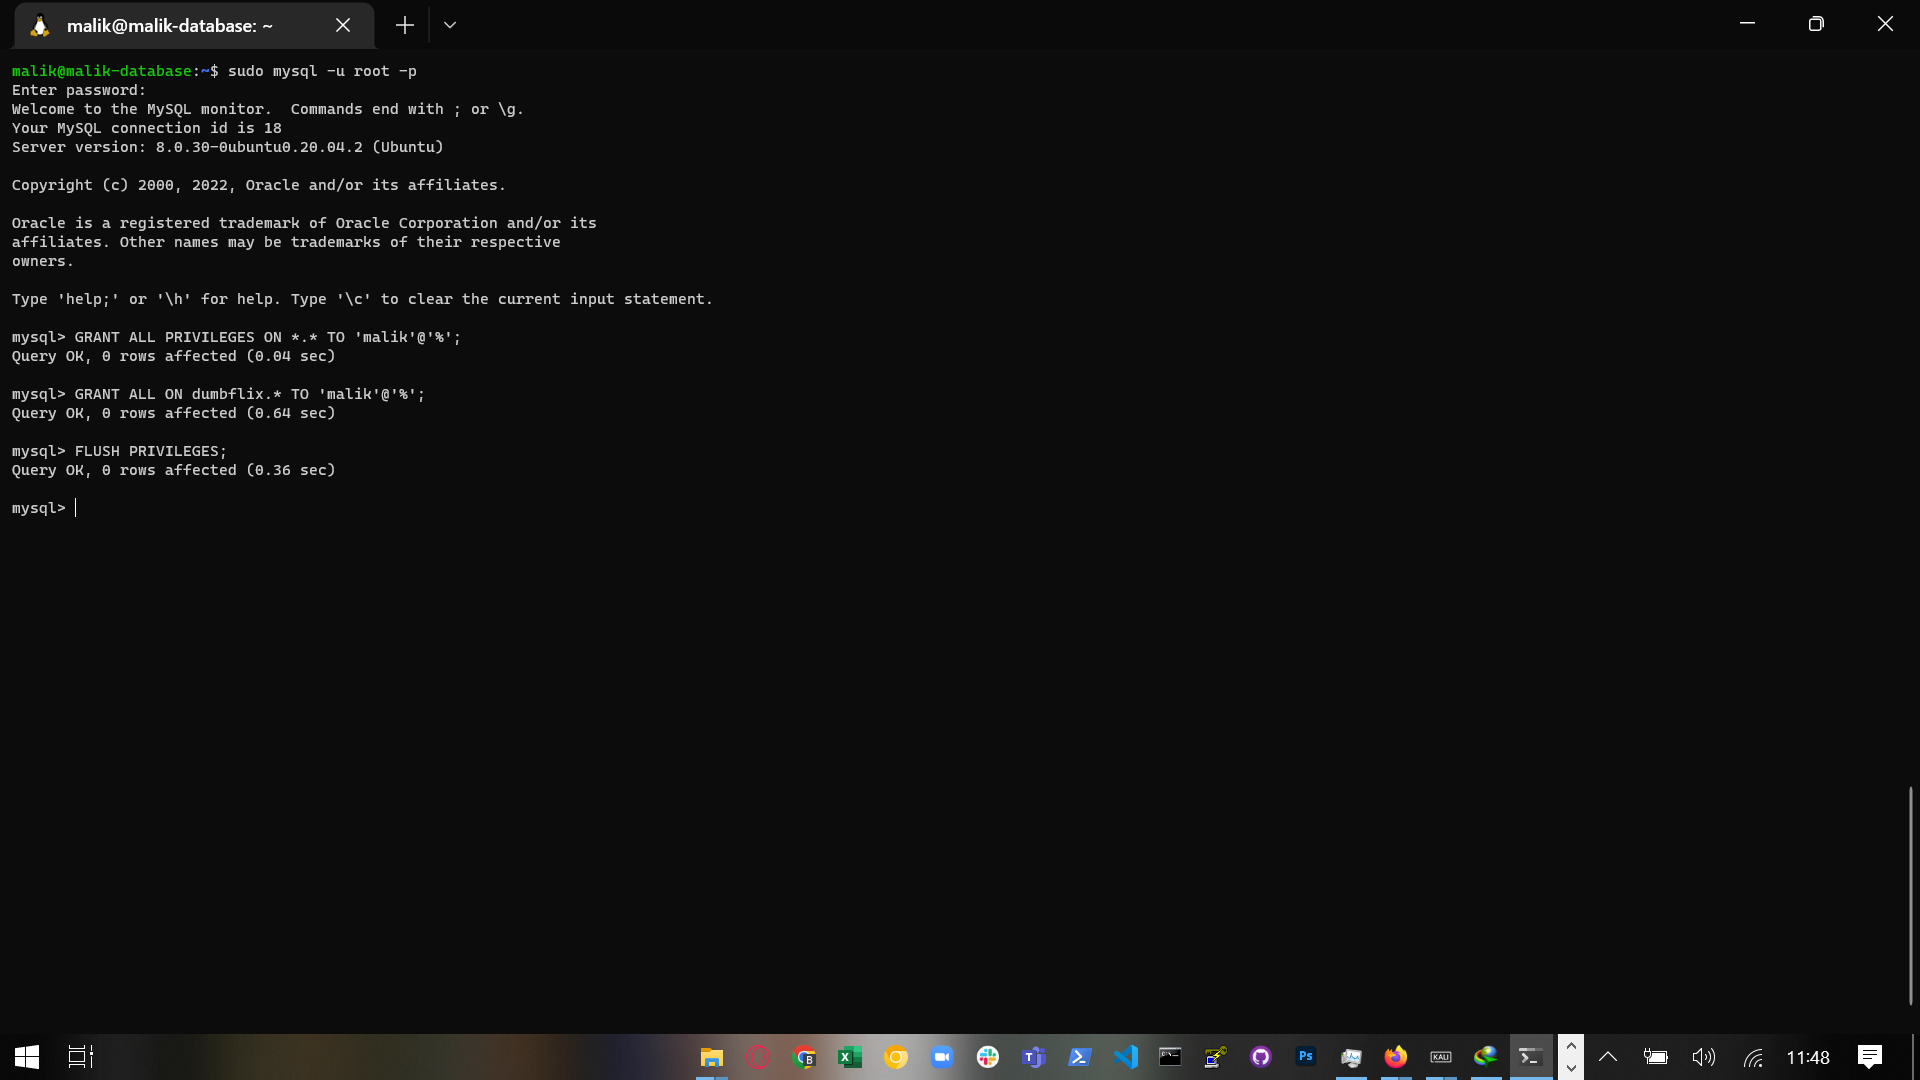 malik@malik-database: ~
malik@malik-database:~$ sudo mysql -u root -p
Enter password:
Welcome to the MySQL monitor.  Commands end with ; or \g.
Your MySQL connection id is 18
Server version: 8.0.30-0ubuntu0.20.04.2 (Ubuntu)
Copyright (c) 2000, 2022, Oracle and/or its affiliates.
Oracle is a registered trademark of Oracle Corporation and/or its
affiliates. Other names may be trademarks of their respective
owners.
Type 'help;' or '\h' for help. Type '\c' to clear the current input statement.
mysql> GRANT ALL PRIVILEGES ON *.* TO 'malik'@'%';
Query OK, 0 rows affected (0.04 sec)
mysql> GRANT ALL ON dumbflix.* TO 'malik'@'%';
Query OK, 0 rows affected (0.64 sec)
mysql> FLUSH PRIVILEGES;
Query OK, 0 rows affected (0.36 sec)
mysql>
B
Ps
KALI
11:48